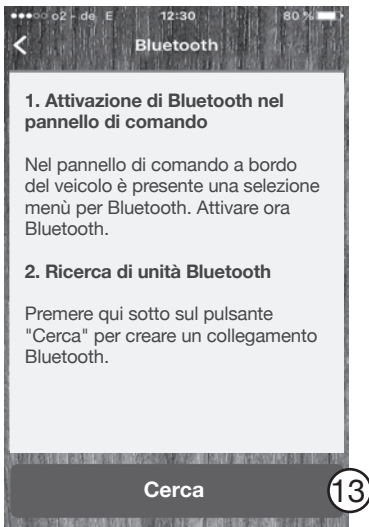 o2 - de E 12:30 80 %
Bluetooth
1. Attivazione di Bluetooth nel
pannello di comando
Nel pannello di comando a bordo
del veicolo è presente una selezione
menù per Bluetooth. Attivare ora
Bluetooth.
2. Ricerca di unità Bluetooth
Premere qui sotto sul pulsante
"Cerca" per creare un collegamento
Bluetooth.
Cerca
13